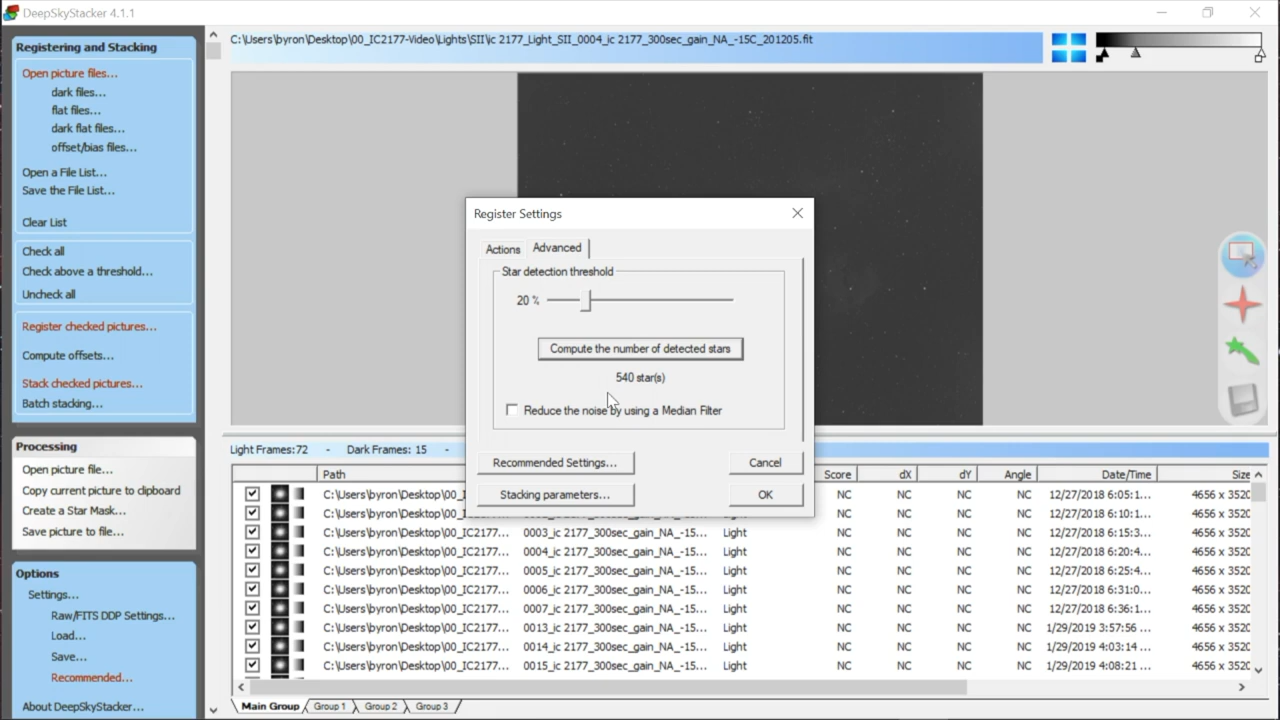 DeepSkyStacker 4.1.1
Registering and Stacking
Open picture files...
dark files...
flat files...
dark flat files...
offset/bias files...
Open a File List...
Save the File List...
Clear List
Check all
Check above a threshold...
Uncheck all
Register checked pictures...
Compute offsets...
Stack checked pictures...
Batch stacking...
Processing
Open picture file...
Copy current picture to clipboard
Create a Star Mask...
Save picture to file...
Options
Settings...
Raw/FITS DDP Settings...
Load...
Save...
Recommended...
About DeepSkyStacker...
C:\Users\byron\Desktop\00_IC2177-Video\Lights\SII\ic 2177_Light_SII_0004_ic 2177_300sec_gain_NA_-15C_201205.fit
Register Settings
Actions Advanced
Star detection threshold
20 %
Compute the number of detected stars
540 star(s)
Reduce the noise by using a Median Filter
Recommended Settings... Cancel
Stacking parameters... OK
Light Frames:72 - Dark Frames: 15 -
Path Score dX dY Angle Date/Time Size
C:\Users\byron\Desktop\00_I NC NC NC NC 12/27/2018 6:05:1... 4656 x 3520
C:\Users\byron\Desktop\00_I NC NC NC NC 12/27/2018 6:10:1... 4656 x 3520
C:\Users\byron\Desktop\00_IC2177... 0003_ic 2177_300sec_gain_NA_-15... Light NC NC NC NC 12/27/2018 6:15:3... 4656 x 3520
C:\Users\byron\Desktop\00_IC2177... 0004_ic 2177_300sec_gain_NA_-15... Light NC NC NC NC 12/27/2018 6:20:4... 4656 x 3520
C:\Users\byron\Desktop\00_IC2177... 0005_ic 2177_300sec_gain_NA_-15... Light NC NC NC NC 12/27/2018 6:25:4... 4656 x 3520
C:\Users\byron\Desktop\00_IC2177... 0006_ic 2177_300sec_gain_NA_-15... Light NC NC NC NC 12/27/2018 6:31:0... 4656 x 3520
C:\Users\byron\Desktop\00_IC2177... 0007_ic 2177_300sec_gain_NA_-15... Light NC NC NC NC 12/27/2018 6:36:1... 4656 x 3520
C:\Users\byron\Desktop\00_IC2177... 0013_ic 2177_300sec_gain_NA_-15... Light NC NC NC NC 1/29/2019 3:57:56 ... 4656 x 3520
C:\Users\byron\Desktop\00_IC2177... 0014_ic 2177_300sec_gain_NA_-15... Light NC NC NC NC 1/29/2019 4:03:14 ... 4656 x 3520
C:\Users\byron\Desktop\00_IC2177... 0015_ic 2177_300sec_gain_NA_-15... Light NC NC NC NC 1/29/2019 4:08:21 ... 4656 x 3520
Main Group Group 1 Group 2 Group 3